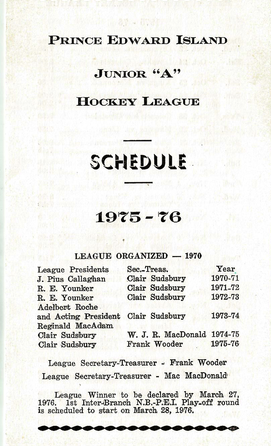 PRINCE EDWARD ISLAND
JUNIOR "A"
HOCKEY LEAGUE
SCHEDULE
1975-76
LEAGUE ORGANIZED — 1970
League Presidents Sec.-Treas. Year
J. Pius Callaghan Clair Sudsbury 1970-71
R. E. Younker Clair Sudsbury 1971-72
R. E. Younker Clair Sudsbury 1972-73
Adelbert Roche
and Acting President Clair Sudsbury 1973-74
Reginald MacAdam
Clair Sudsbury W. J. R. MacDonald 1974-75
Clair Sudsbury Frank Wooder 1975-76
League Secretary-Treasurer - Frank Wooder
League Secretary-Treasurer - Mac MacDonald
League Winner to be declared by March 27,
1976. 1st Inter-Branch N.B.-P.E.I. Play-off round
is scheduled to start on March 28, 1976.